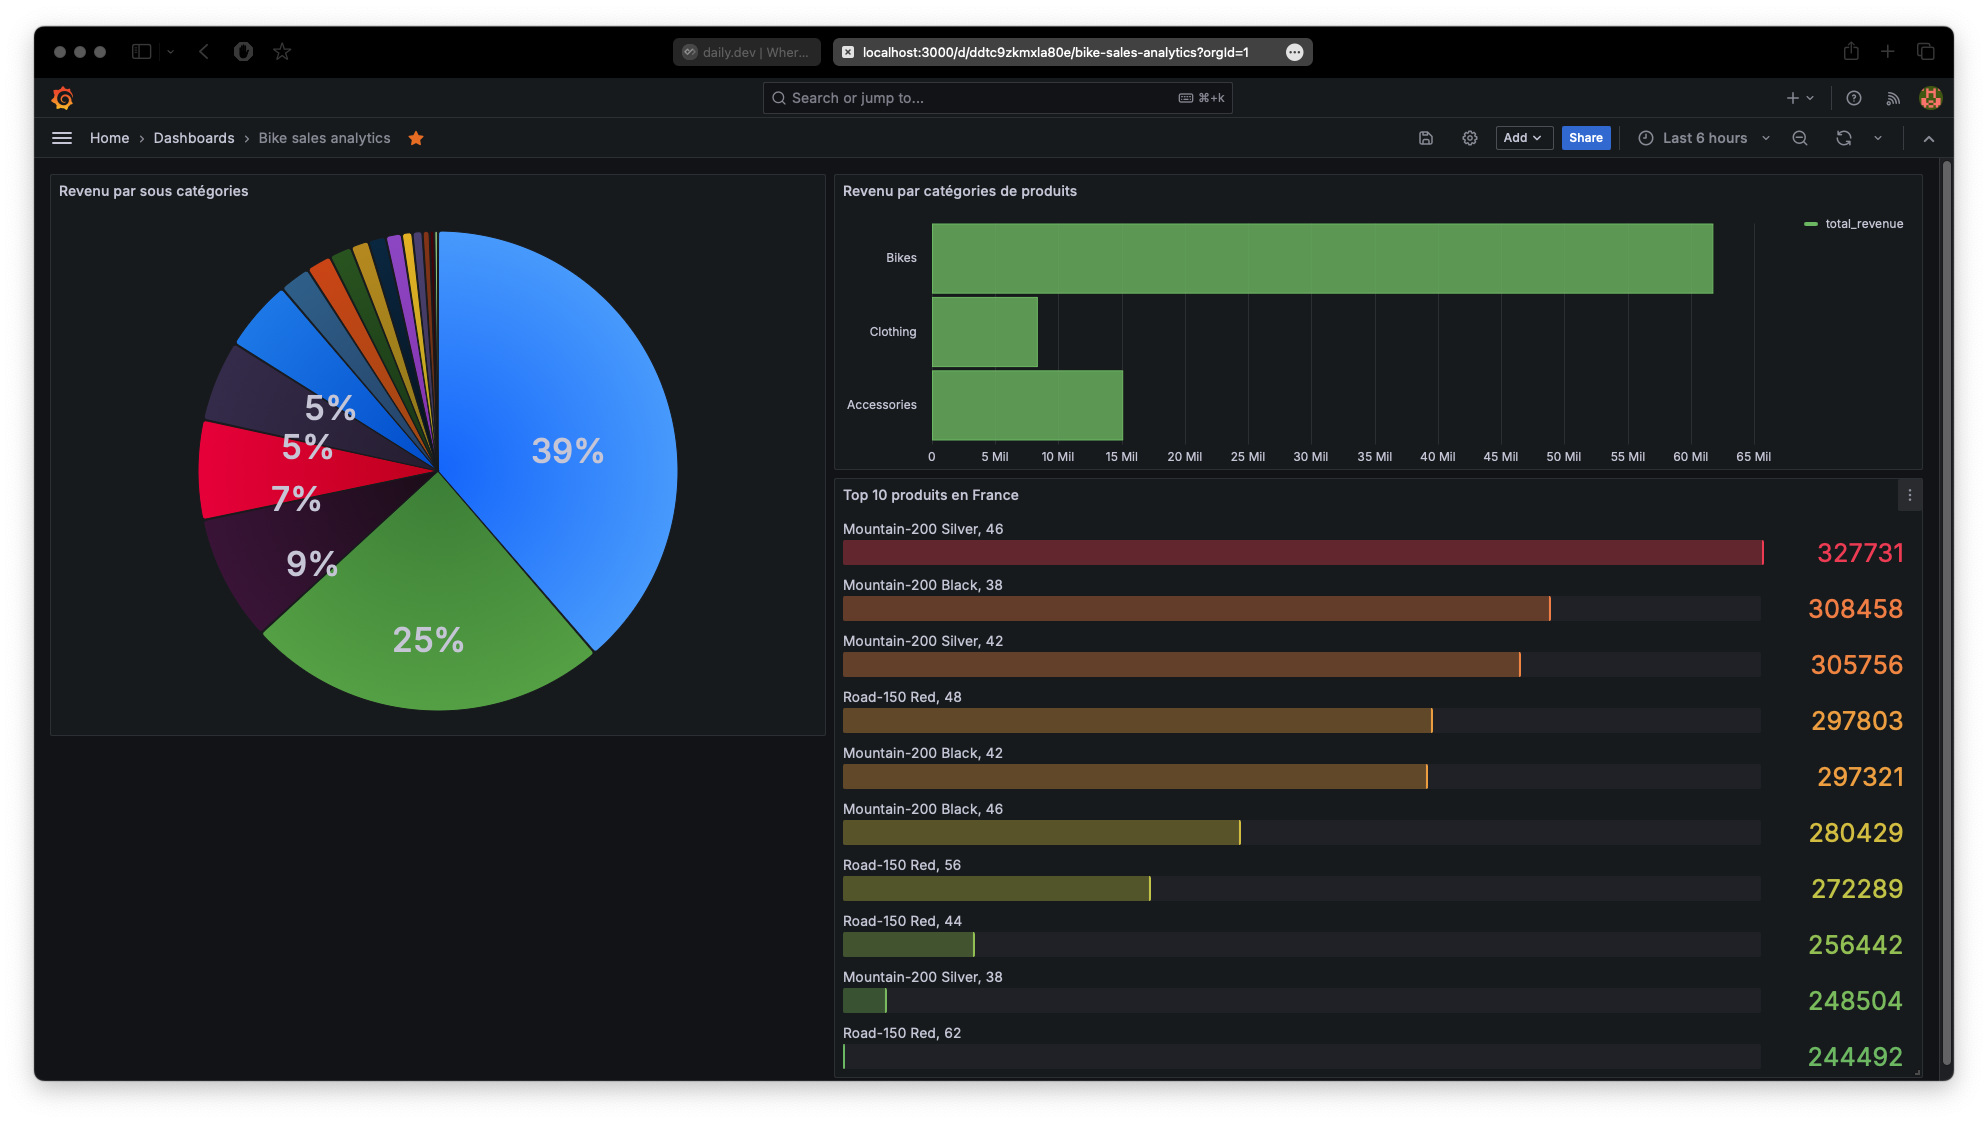 daily.dev | Wher...
localhost:3000/d/ddtc9zkmxla80e/bike-sales-analytics?orgId=1
Search or jump to...
⌘+k
Home › Dashboards › Bike sales analytics
Add
Share
Last 6 hours
Revenu par sous catégories
39%
25%
9%
7%
5%
5%
Revenu par catégories de produits
total_revenue
Bikes
Clothing
Accessories
0 5 Mil 10 Mil 15 Mil 20 Mil 25 Mil 30 Mil 35 Mil 40 Mil 45 Mil 50 Mil 55 Mil 60 Mil 65 Mil
Top 10 produits en France
Mountain-200 Silver, 46
327731
Mountain-200 Black, 38
308458
Mountain-200 Silver, 42
305756
Road-150 Red, 48
297803
Mountain-200 Black, 42
297321
Mountain-200 Black, 46
280429
Road-150 Red, 56
272289
Road-150 Red, 44
256442
Mountain-200 Silver, 38
248504
Road-150 Red, 62
244492